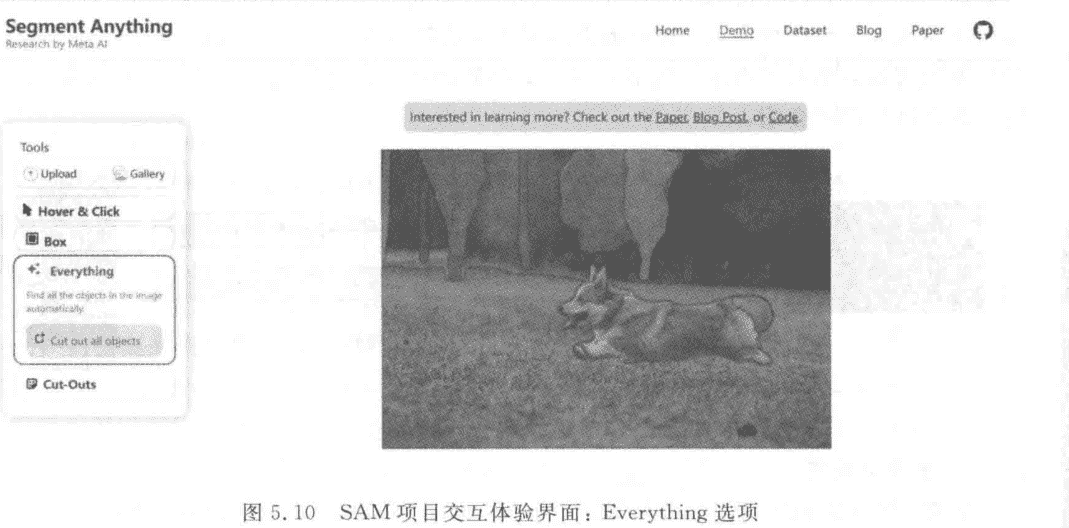 Segment Anything
Research by Meta AI
Home Demo Dataset Blog Paper
Interested in learning more? Check out the Paper, Blog Post, or Code.
Tools
Upload Gallery
Hover & Click
Box
Everything
Find all the objects in the image
automatically.
Cut out all objects
Cut-Outs
图 5.10 SAM 项目交互体验界面：Everything 选项